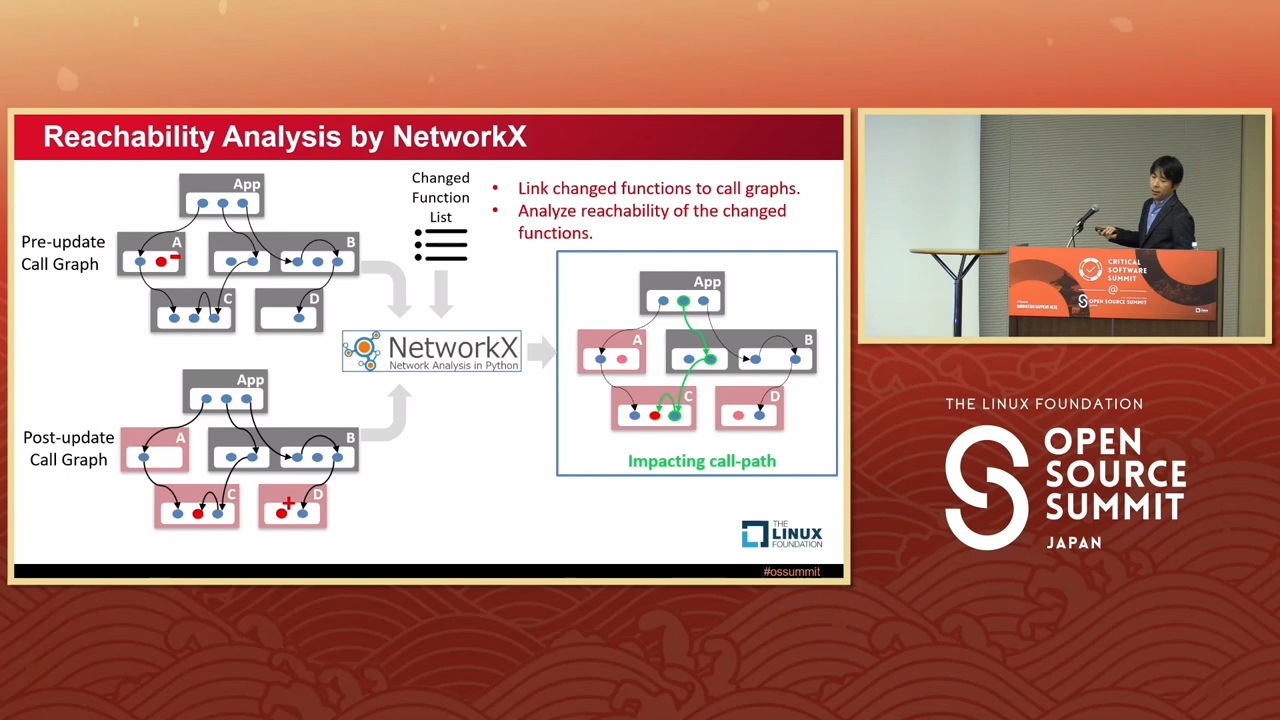 Reachability Analysis by NetworkX
App
A
B
C
D
Pre-update
Call Graph
Changed
Function
List
• Link changed functions to call graphs.
• Analyze reachability of the changed
functions.
NetworkX
Network Analysis in Python
App
A
B
C
D
Post-update
Call Graph
App
A
B
C
D
Impacting call-path
THE
LINUX
FOUNDATION
#ossummit
CRITICAL
SOFTWARE
SUMMIT
@
OPEN SOURCE SUMMIT
THE LINUX FOUNDATION
OPEN
SOURCE
SUMMIT
JAPAN